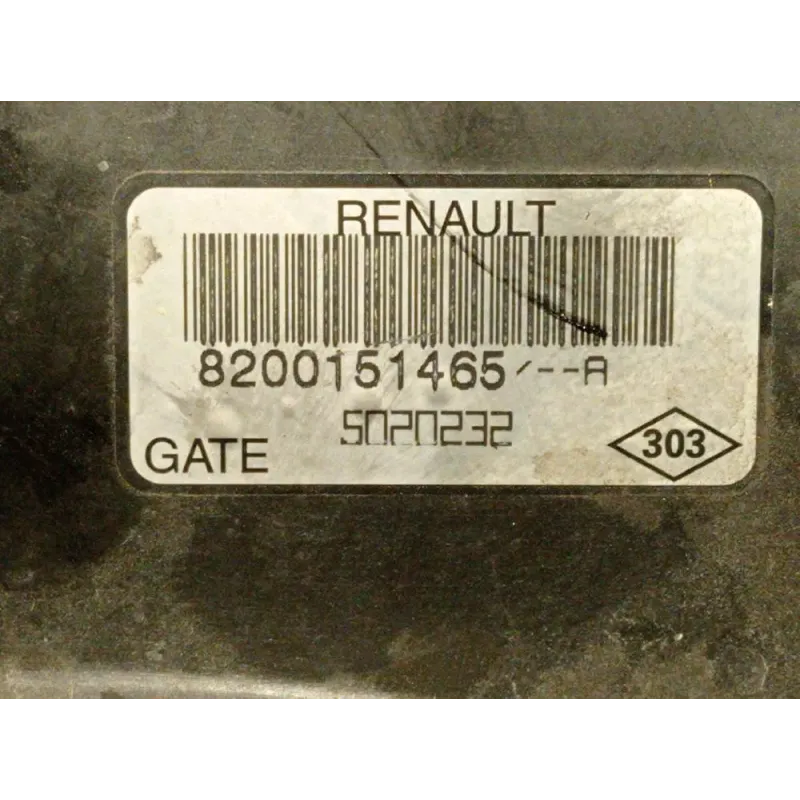 RENAULT
8200151465/--A
5020232
GATE
303